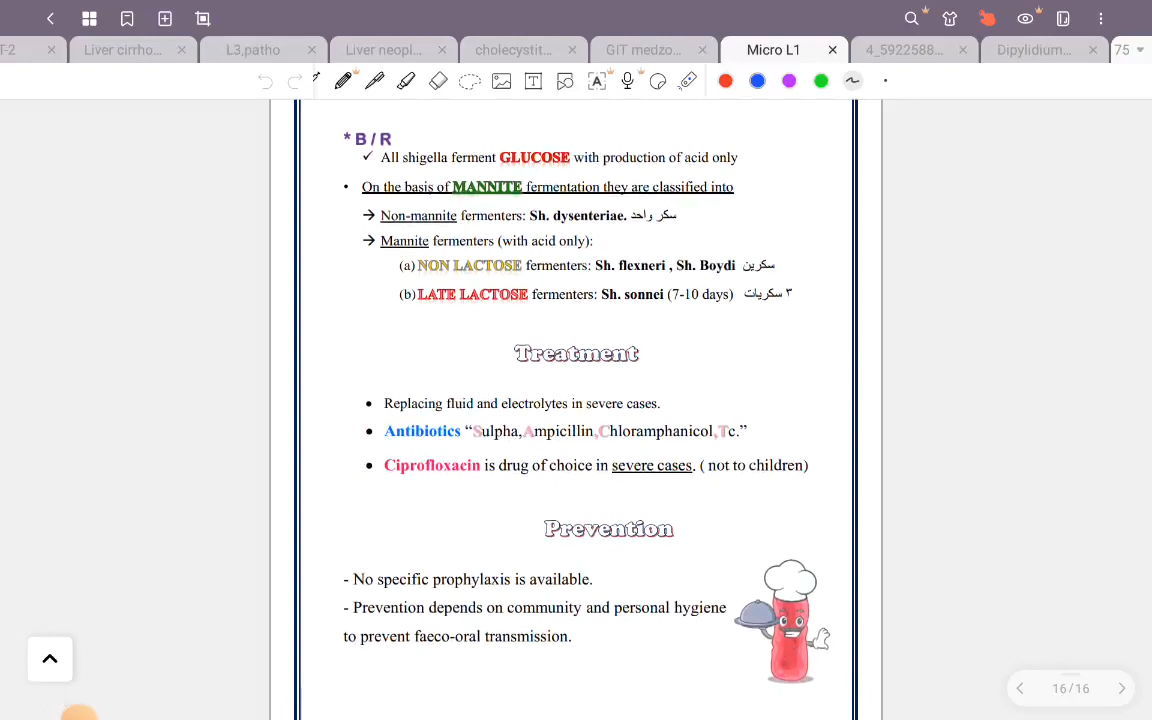 T-2
Liver cirrho...
L3,patho
Liver neopl...
cholecystit...
GIT medzo...
Micro L1
4_5922588...
Dipylidium...
75
* B / R
✓ All shigella ferment GLUCOSE with production of acid only
• On the basis of MANNITE fermentation they are classified into
→ Non-mannite fermenters: Sh. dysenteriae. سكر واحد
→ Mannite fermenters (with acid only):
(a) NON LACTOSE fermenters: Sh. flexneri , Sh. Boydi سكرين
(b) LATE LACTOSE fermenters: Sh. sonnei (7-10 days) ٣ سكريات
Treatment
• Replacing fluid and electrolytes in severe cases.
• Antibiotics “Sulpha,Ampicillin,Chloramphanicol,Tc.”
• Ciprofloxacin is drug of choice in severe cases. ( not to children)
Prevention
- No specific prophylaxis is available.
- Prevention depends on community and personal hygiene
to prevent faeco-oral transmission.
16/16